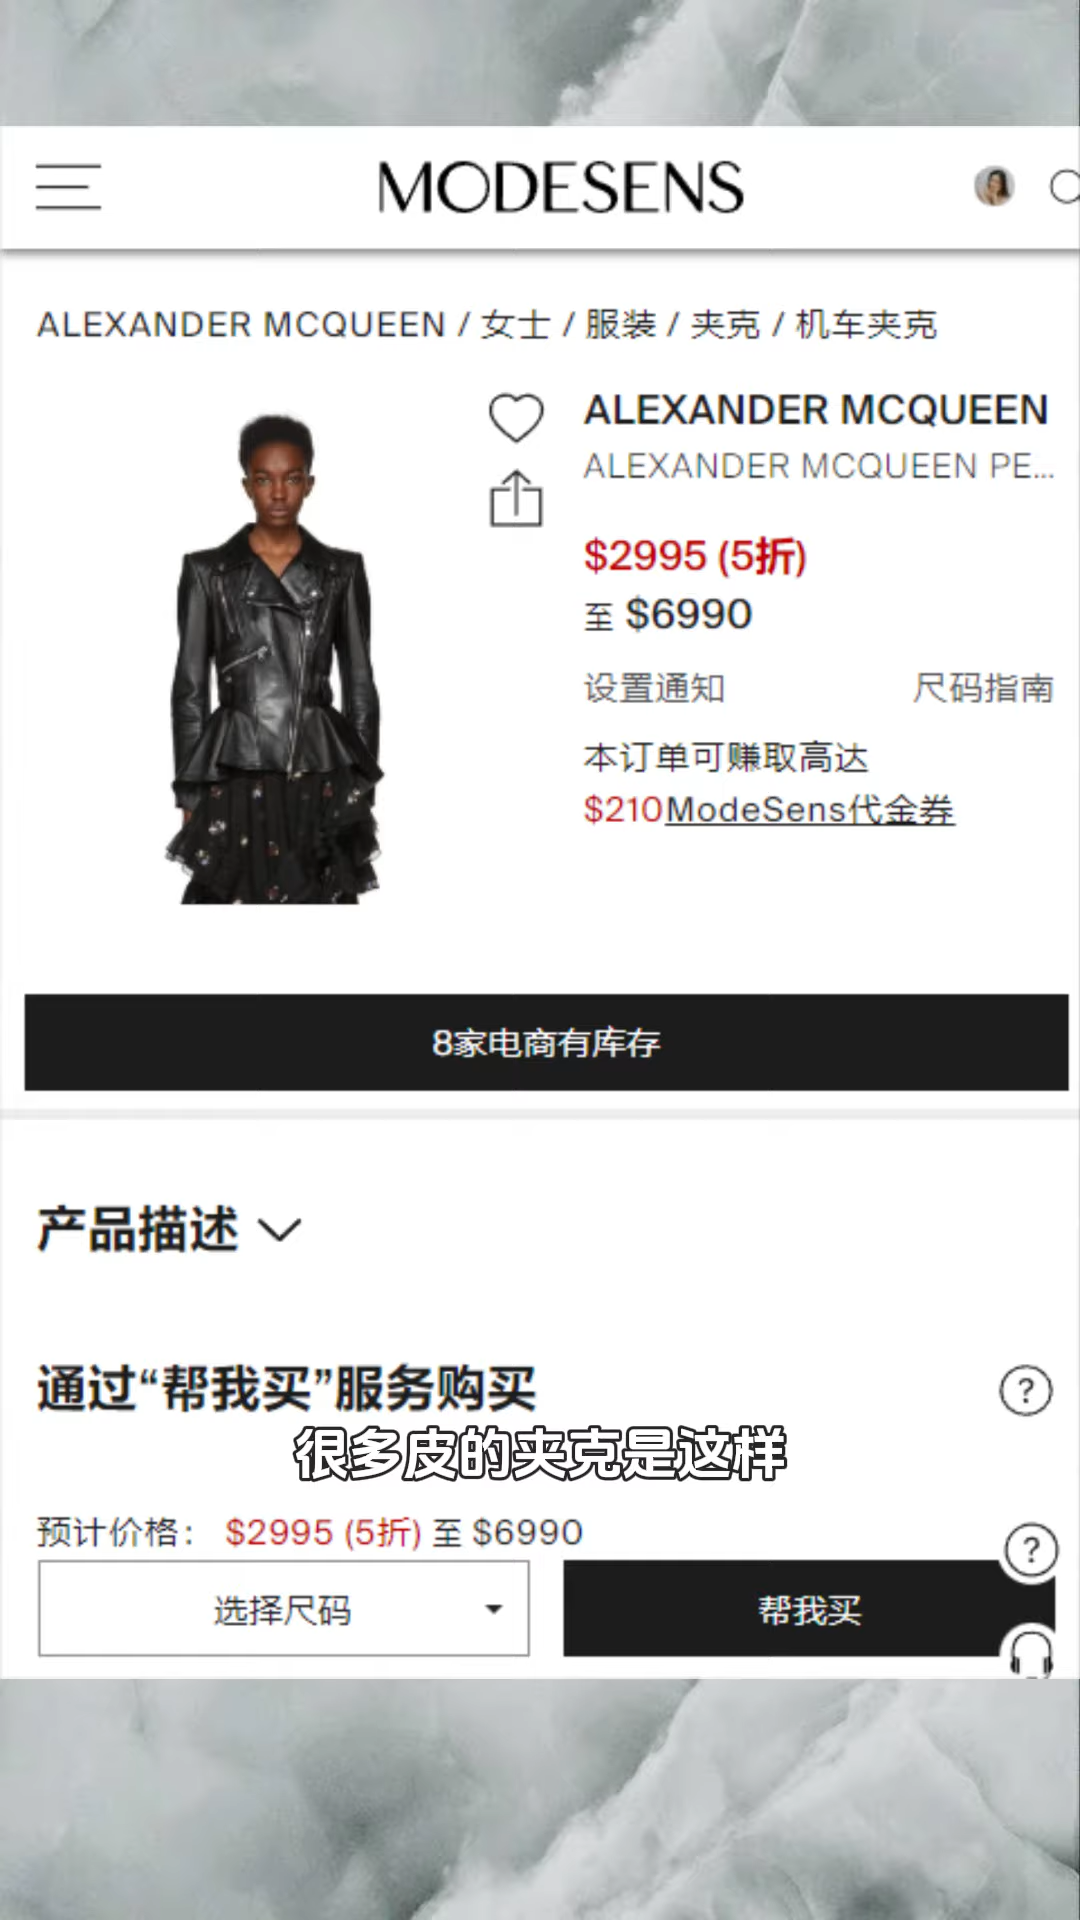 MODESENS
ALEXANDER MCQUEEN / 女士 / 服装 / 夹克 / 机车夹克
ALEXANDER MCQUEEN
ALEXANDER MCQUEEN PE...
$2995 (5折)
至 $6990
设置通知 尺码指南
本订单可赚取高达
$210ModeSens代金券
8家电商有库存
产品描述
通过“帮我买”服务购买 ?
很多皮的夹克是这样
预计价格： $2995 (5折) 至 $6990 ?
选择尺码 帮我买